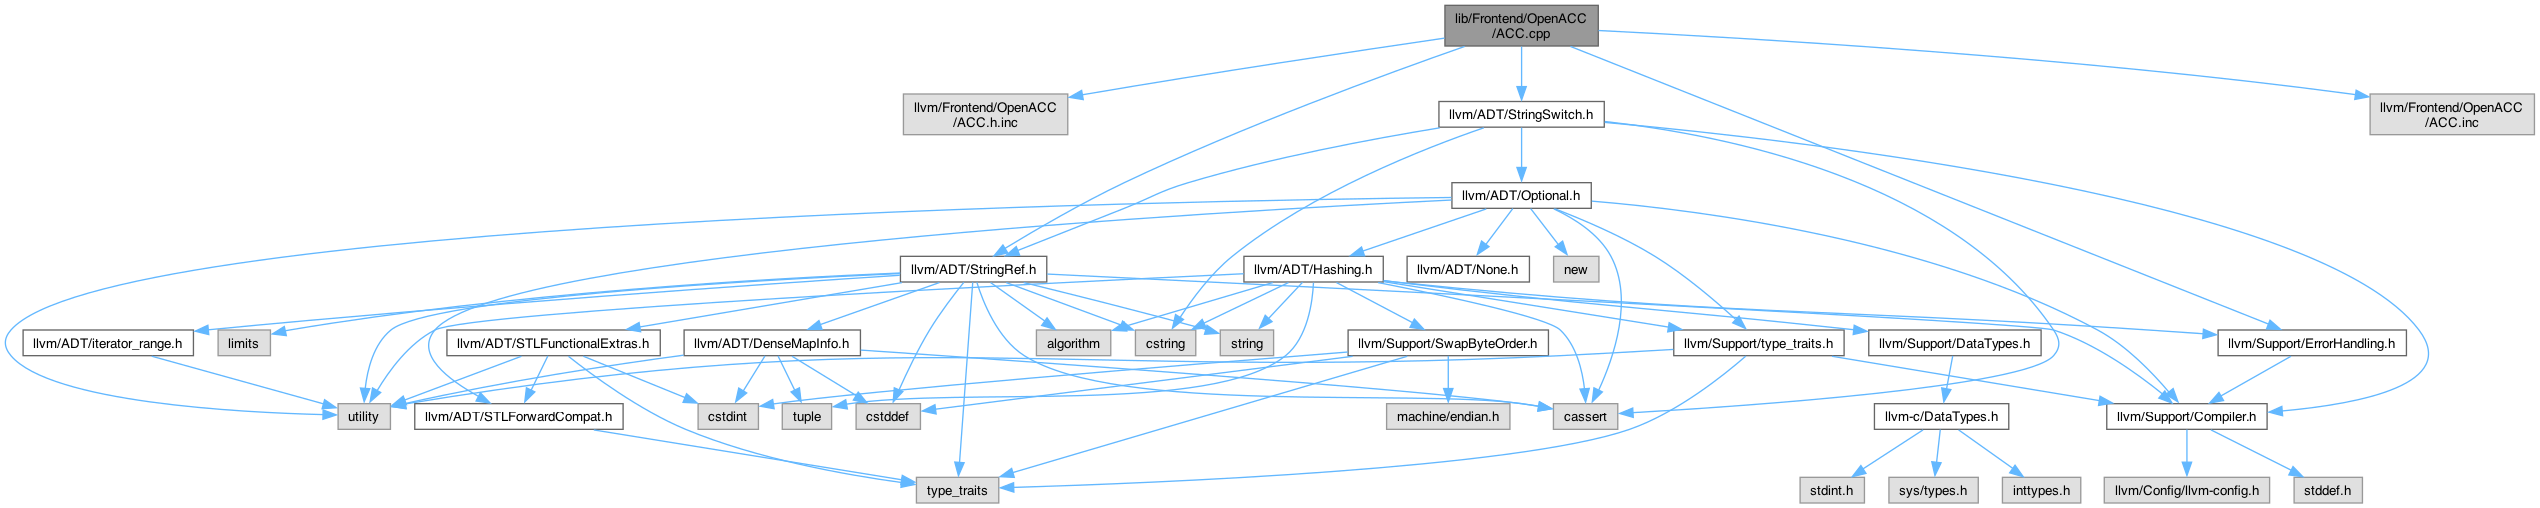 lib/Frontend/OpenACC
/ACC.cpp
llvm/Frontend/OpenACC
/ACC.h.inc
llvm/ADT/StringSwitch.h
llvm/Frontend/OpenACC
/ACC.inc
llvm/ADT/Optional.h
llvm/ADT/StringRef.h
llvm/ADT/Hashing.h
llvm/ADT/None.h
new
llvm/ADT/iterator_range.h
limits
llvm/ADT/STLFunctionalExtras.h
llvm/ADT/DenseMapInfo.h
algorithm
cstring
string
llvm/Support/SwapByteOrder.h
llvm/Support/type_traits.h
llvm/Support/DataTypes.h
llvm/Support/ErrorHandling.h
utility
llvm/ADT/STLForwardCompat.h
cstdint
tuple
cstddef
machine/endian.h
cassert
llvm-c/DataTypes.h
llvm/Support/Compiler.h
type_traits
stdint.h
sys/types.h
inttypes.h
llvm/Config/llvm-config.h
stddef.h